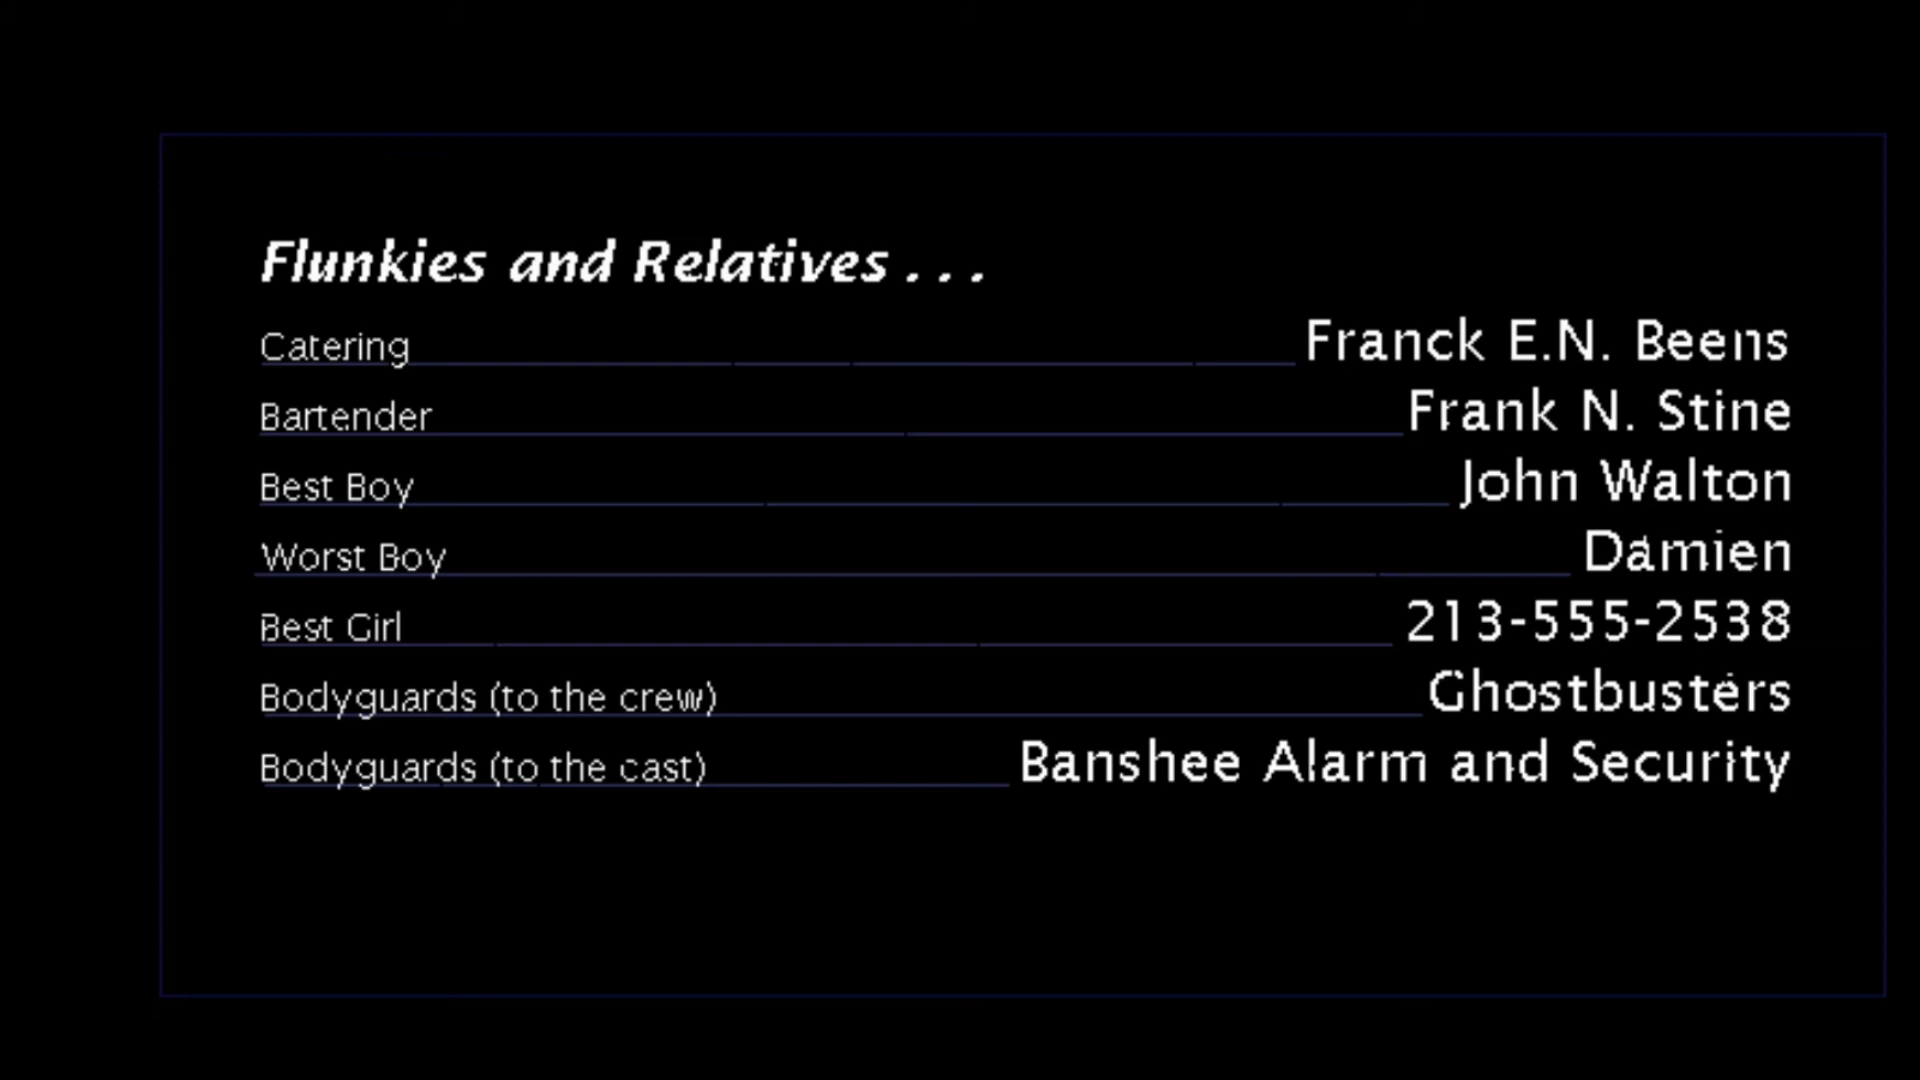 Flunkies and Relatives . . .
Catering Franck E.N. Beens
Bartender Frank N. Stine
Best Boy John Walton
Worst Boy Damien
Best Girl 213-555-2538
Bodyguards (to the crew) Ghostbusters
Bodyguards (to the cast) Banshee Alarm and Security